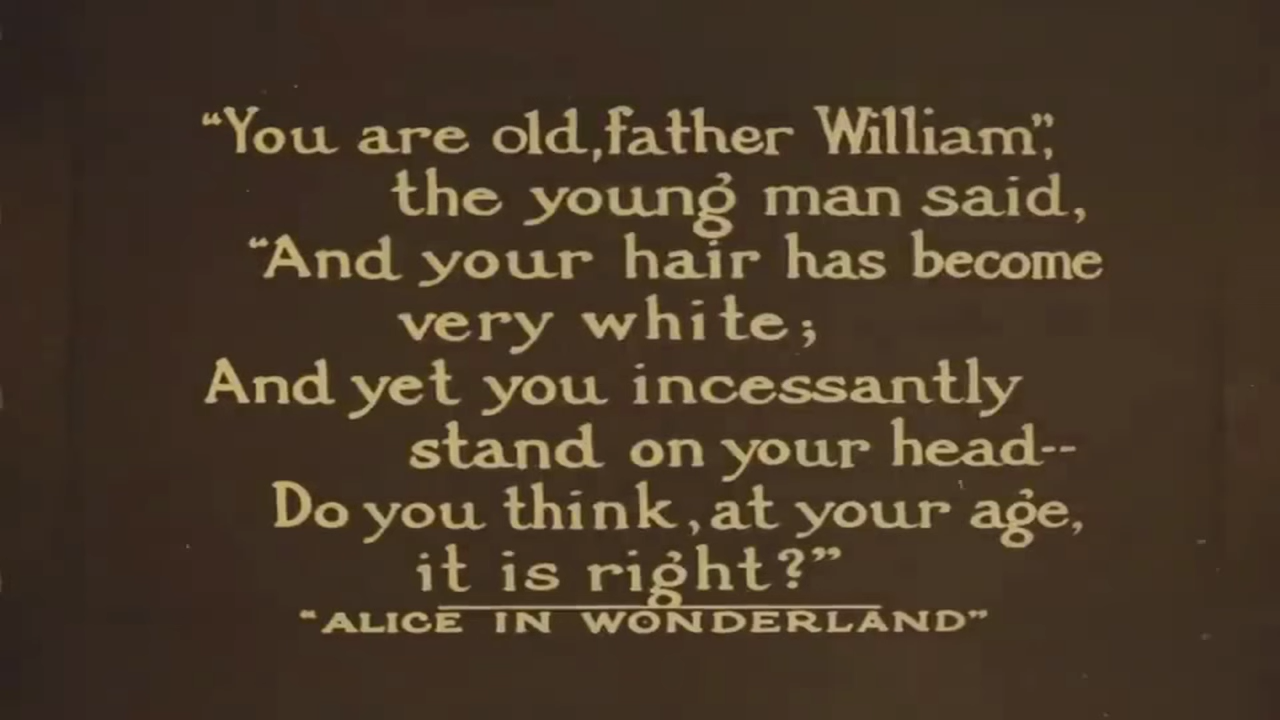 “You are old, father William”,
the young man said,
“And your hair has become
very white;
And yet you incessantly
stand on your head--
Do you think, at your age,
it is right?”
“ALICE IN WONDERLAND”